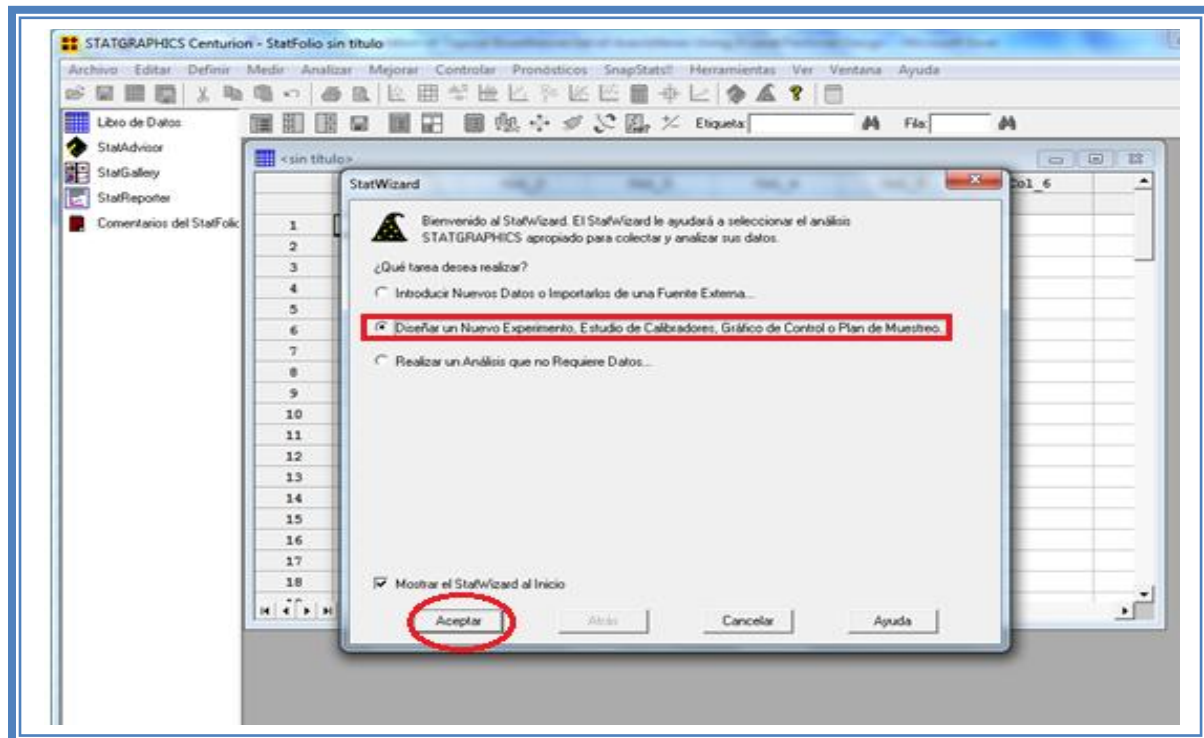 STATGRAPHICS Centurion - StatFolio sin título
Archivo Editar Definir Medir Analizar Mejorar Controlar Pronósticos SnapStats!! Herramientas Ver Ventana Ayuda
Etiqueta: Fila:
Libro de Datos
StatAdvisor
StatGallery
StatReporter
Comentarios del StatFolio
<sin título>
Col_6
StatWizard
Bienvenido al StatWizard. El StatWizard le ayudará a seleccionar el análisis
STATGRAPHICS apropiado para colectar y analizar sus datos.
¿Qué tarea desea realizar?
Introducir Nuevos Datos o Importarlos de una Fuente Externa...
Diseñar un Nuevo Experimento, Estudio de Calibradores, Gráfico de Control o Plan de Muestreo.
Realizar un Análisis que no Requiere Datos...
Mostrar el StatWizard al Inicio
Aceptar Atrás Cancelar Ayuda
1
2
3
4
5
6
7
8
9
10
11
12
13
14
15
16
17
18